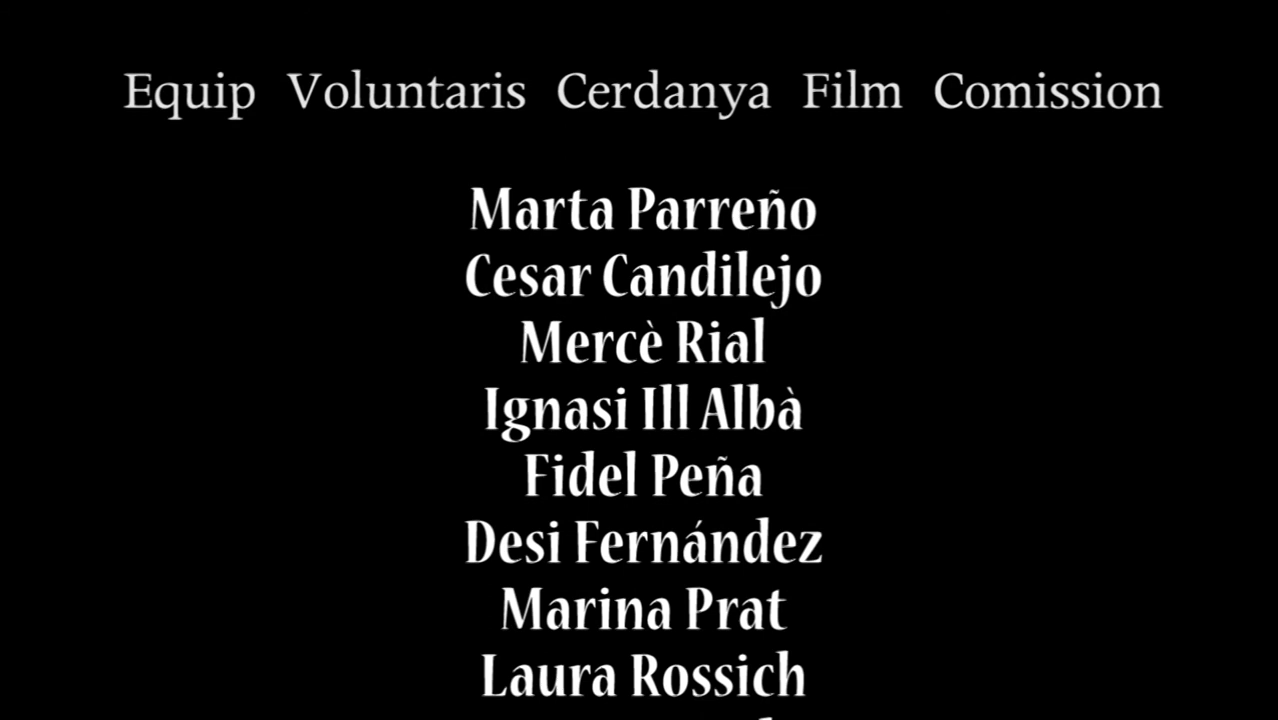 Equip Voluntaris Cerdanya Film Comission
Marta Parreño
Cesar Candilejo
Mercè Rial
Ignasi Ill Albà
Fidel Peña
Desi Fernández
Marina Prat
Laura Rossich